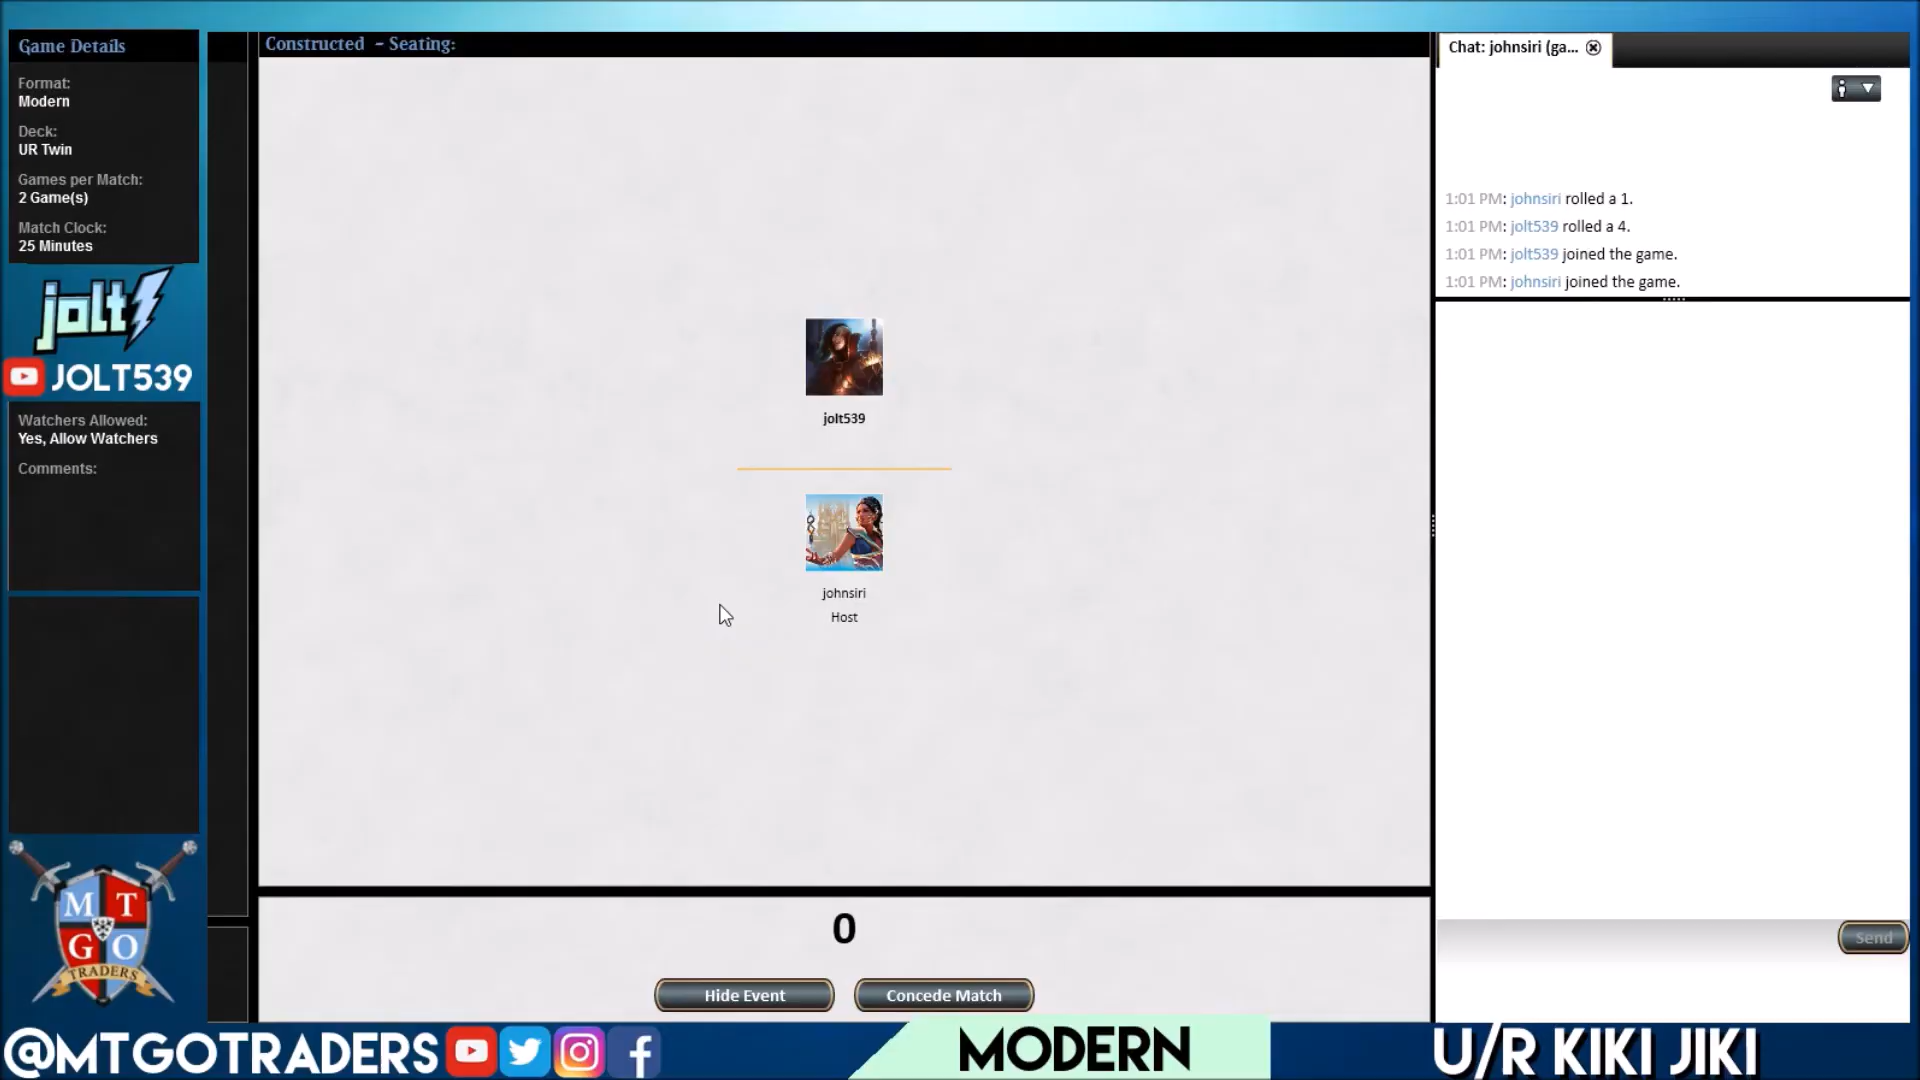 Game Details
Format:
Modern
Deck:
UR Twin
Games per Match:
2 Game(s)
Match Clock:
25 Minutes
jolt
JOLT539
Watchers Allowed:
Yes, Allow Watchers
Comments:
M T
G O
TRADERS
Constructed - Seating:
jolt539
johnsiri
Host
0
Hide Event
Concede Match
Chat: johnsiri (ga...
1:01 PM: johnsiri rolled a 1.
1:01 PM: jolt539 rolled a 4.
1:01 PM: jolt539 joined the game.
1:01 PM: johnsiri joined the game.
Send
@MTGOTRADERS
MODERN
U/R KIKI JIKI